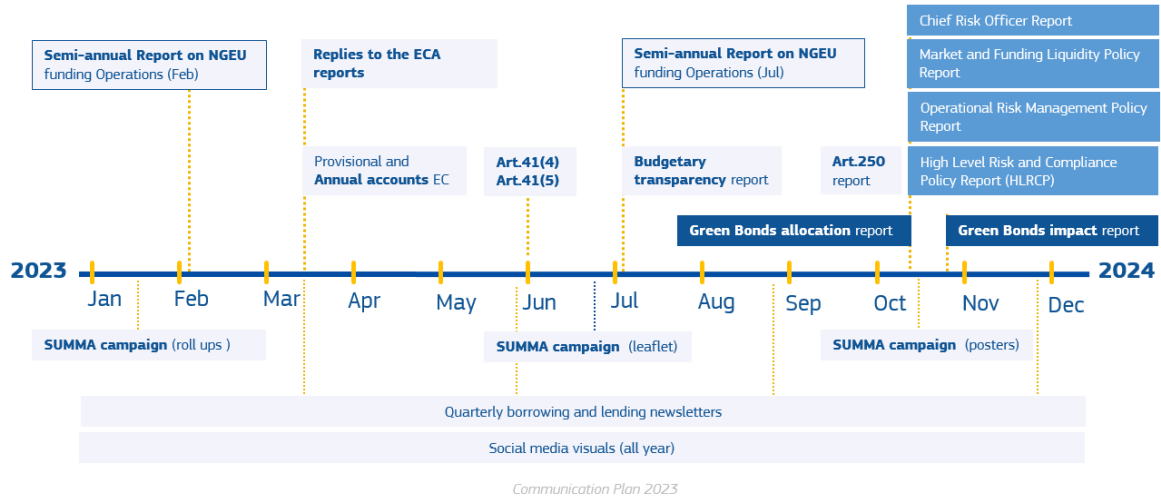 Chief Risk Officer Report
Semi-annual Report on NGEU
funding Operations (Feb)
Replies to the ECA
reports
Semi-annual Report on NGEU
funding Operations (Jul)
Market and Funding Liquidity Policy
Report
Operational Risk Management Policy
Report
Provisional and
Annual accounts EC
Art.41(4)
Art.41(5)
Budgetary
transparency report
Art.250
report
High Level Risk and Compliance
Policy Report (HLRCP)
Green Bonds allocation report
Green Bonds impact report
2023
2024
Jan
Feb
Mar
Apr
May
Jun
Jul
Aug
Sep
Oct
Nov
Dec
SUMMA campaign (roll ups )
SUMMA campaign (leaflet)
SUMMA campaign (posters)
Quarterly borrowing and lending newsletters
Social media visuals (all year)
Communication Plan 2023